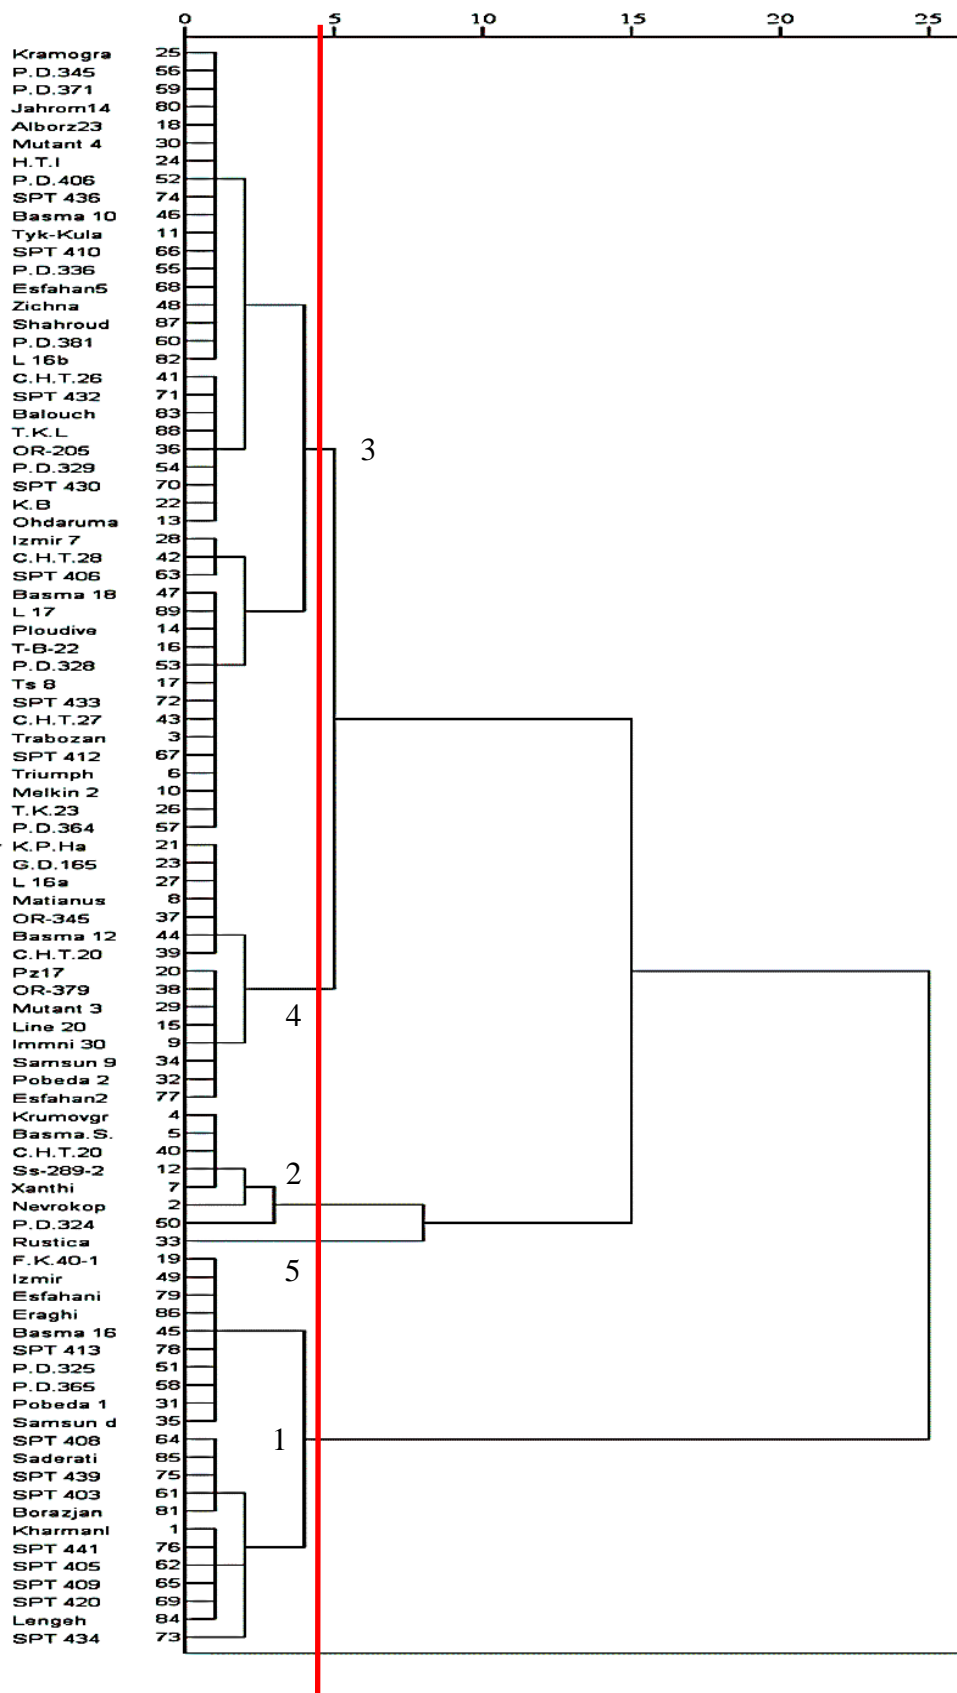 0 5 10 15 20 25
Kramogra 25
P.D.345 56
P.D.371 59
Jahrom14 80
Alborz23 18
Mutant 4 30
H.T.I 24
P.D.406 52
SPT 436 74
Basma 10 46
Tyk-Kula 11
SPT 410 66
P.D.336 55
Esfahan5 68
Zichna 48
Shahroud 87
P.D.381 60
L 16b 82
C.H.T.26 41
SPT 432 71
Balouch 83
T.K.L 88
OR-205 36
3
P.D.329 54
SPT 430 70
K.B 22
Ohdaruma 13
Izmir 7 28
C.H.T.28 42
SPT 406 63
Basma 18 47
L 17 89
Ploudive 14
T-B-22 16
P.D.328 53
Ts 8 17
SPT 433 72
C.H.T.27 43
Trabozan 3
SPT 412 67
Triumph 6
Melkin 2 10
T.K.23 26
P.D.364 57
K.P.Ha 21
G.D.165 23
L 16a 27
Matianus 8
OR-345 37
Basma 12 44
C.H.T.20 39
Pz17 20
OR-379 38
Mutant 3 29
4
Line 20 15
Immni 30 9
Samsun 9 34
Pobeda 2 32
Esfahan2 77
Krumovgr 4
Basma.S. 5
C.H.T.20 40
Ss-289-2 12
2
Xanthi 7
Nevrokop 2
P.D.324 50
Rustica 33
F.K.40-1 19
5
Izmir 49
Esfahani 79
Eraghi 86
Basma 16 45
SPT 413 78
P.D.325 51
P.D.365 58
Pobeda 1 31
Samsun d 35
SPT 408 64
1
Saderati 85
SPT 439 75
SPT 403 61
Borazjan 81
Kharmanl 1
SPT 441 76
SPT 405 62
SPT 409 65
SPT 420 69
Lengeh 84
SPT 434 73